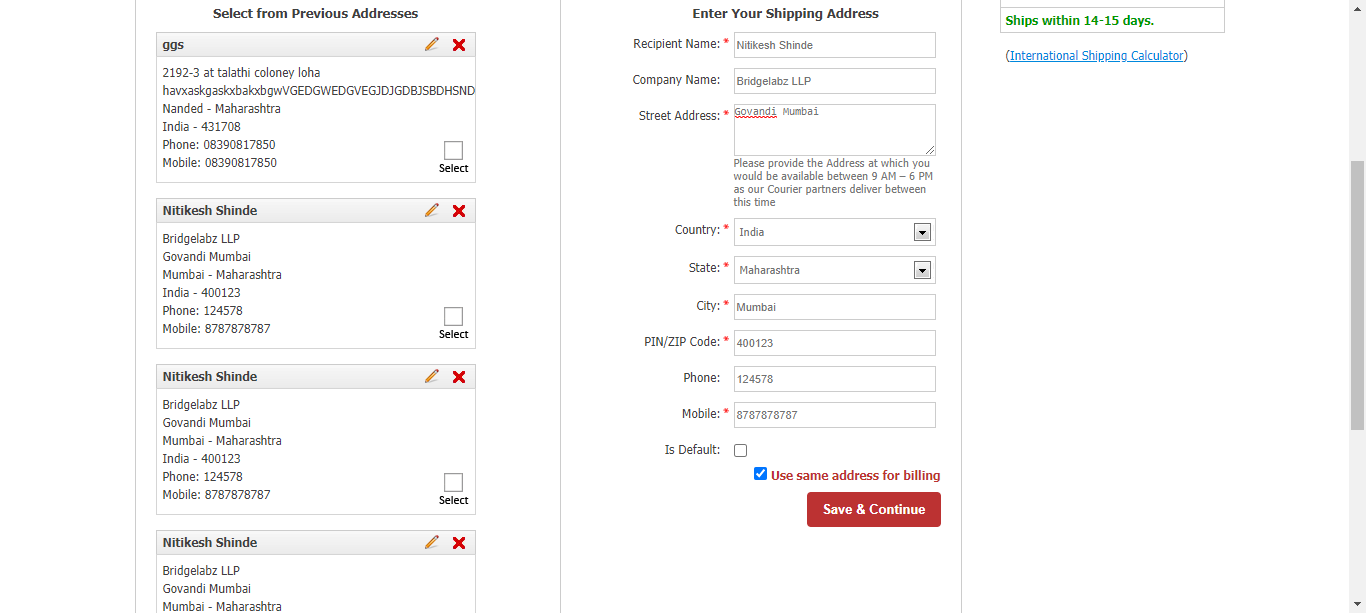 Select from Previous Addresses
ggs
2192-3 at talathi coloney loha
havxaskgaskxbakxbgwVGEDGWEDGVEGJDJGDBJSBDHSND
Nanded - Maharashtra
India - 431708
Phone: 08390817850
Mobile: 08390817850
Select
Nitikesh Shinde
Bridgelabz LLP
Govandi Mumbai
Mumbai - Maharashtra
India - 400123
Phone: 124578
Mobile: 8787878787
Select
Nitikesh Shinde
Bridgelabz LLP
Govandi Mumbai
Mumbai - Maharashtra
India - 400123
Phone: 124578
Mobile: 8787878787
Select
Nitikesh Shinde
Bridgelabz LLP
Govandi Mumbai
Mumbai - Maharashtra
Enter Your Shipping Address
Recipient Name: * Nitikesh Shinde
Company Name: Bridgelabz LLP
Street Address: * Govandi Mumbai
Please provide the Address at which you
would be available between 9 AM – 6 PM
as our Courier partners deliver between
this time
Country: * India
State: * Maharashtra
City: * Mumbai
PIN/ZIP Code: * 400123
Phone: 124578
Mobile: * 8787878787
Is Default:
Use same address for billing
Save & Continue
Ships within 14-15 days.
(International Shipping Calculator)